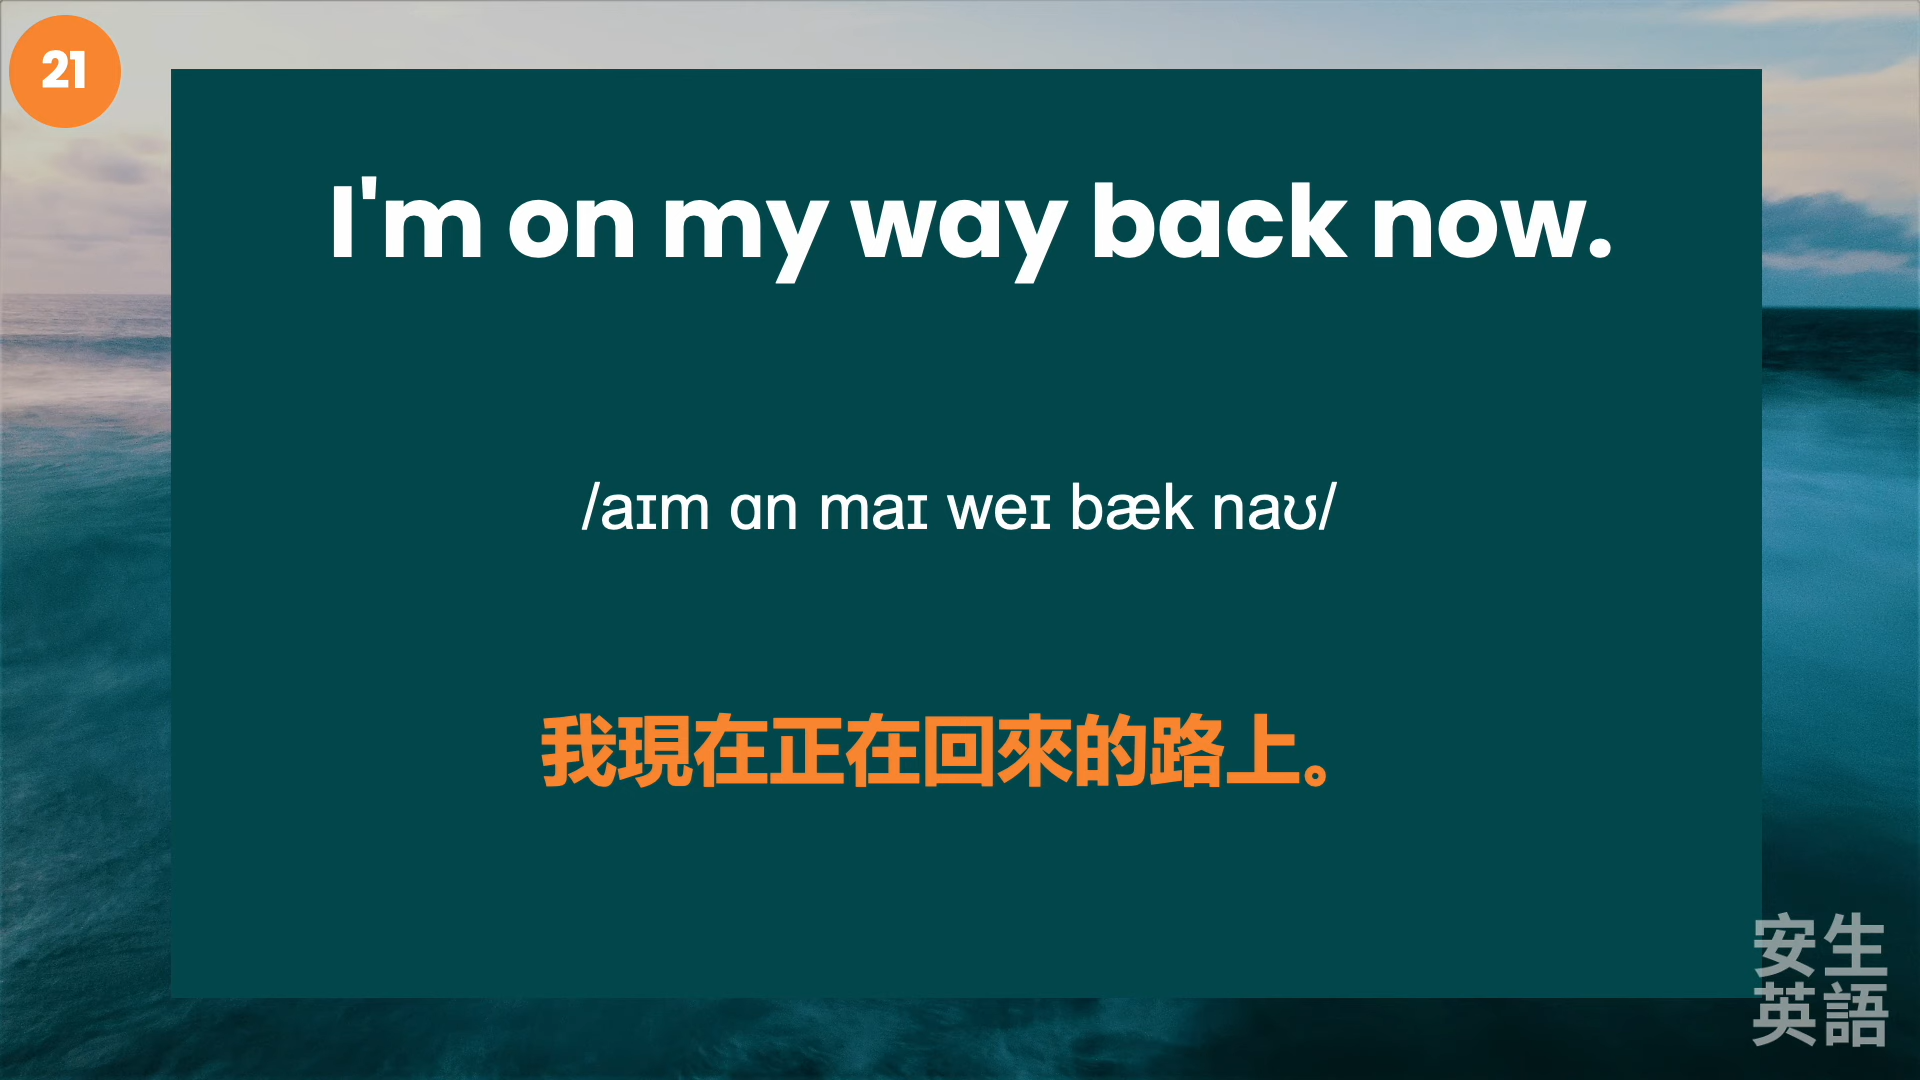 21
I'm on my way back now.
/aɪm ɑn maɪ weɪ bæk naʊ/
我現在正在回來的路上。
安生
英語